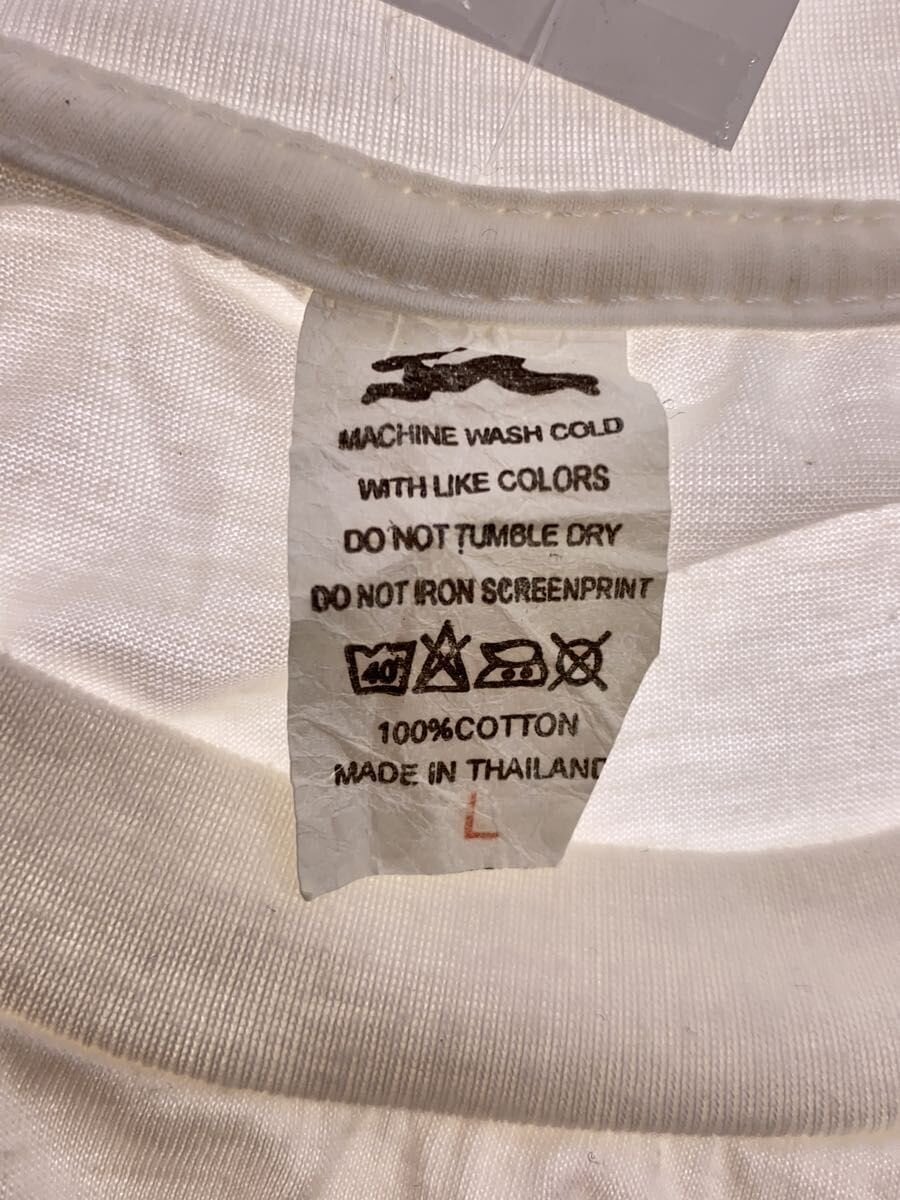 MACHINE WASH COLD
WITH LIKE COLORS
DO NOT TUMBLE DRY
DO NOT IRON SCREENPRINT
40°
100%COTTON
MADE IN THAILAND
L